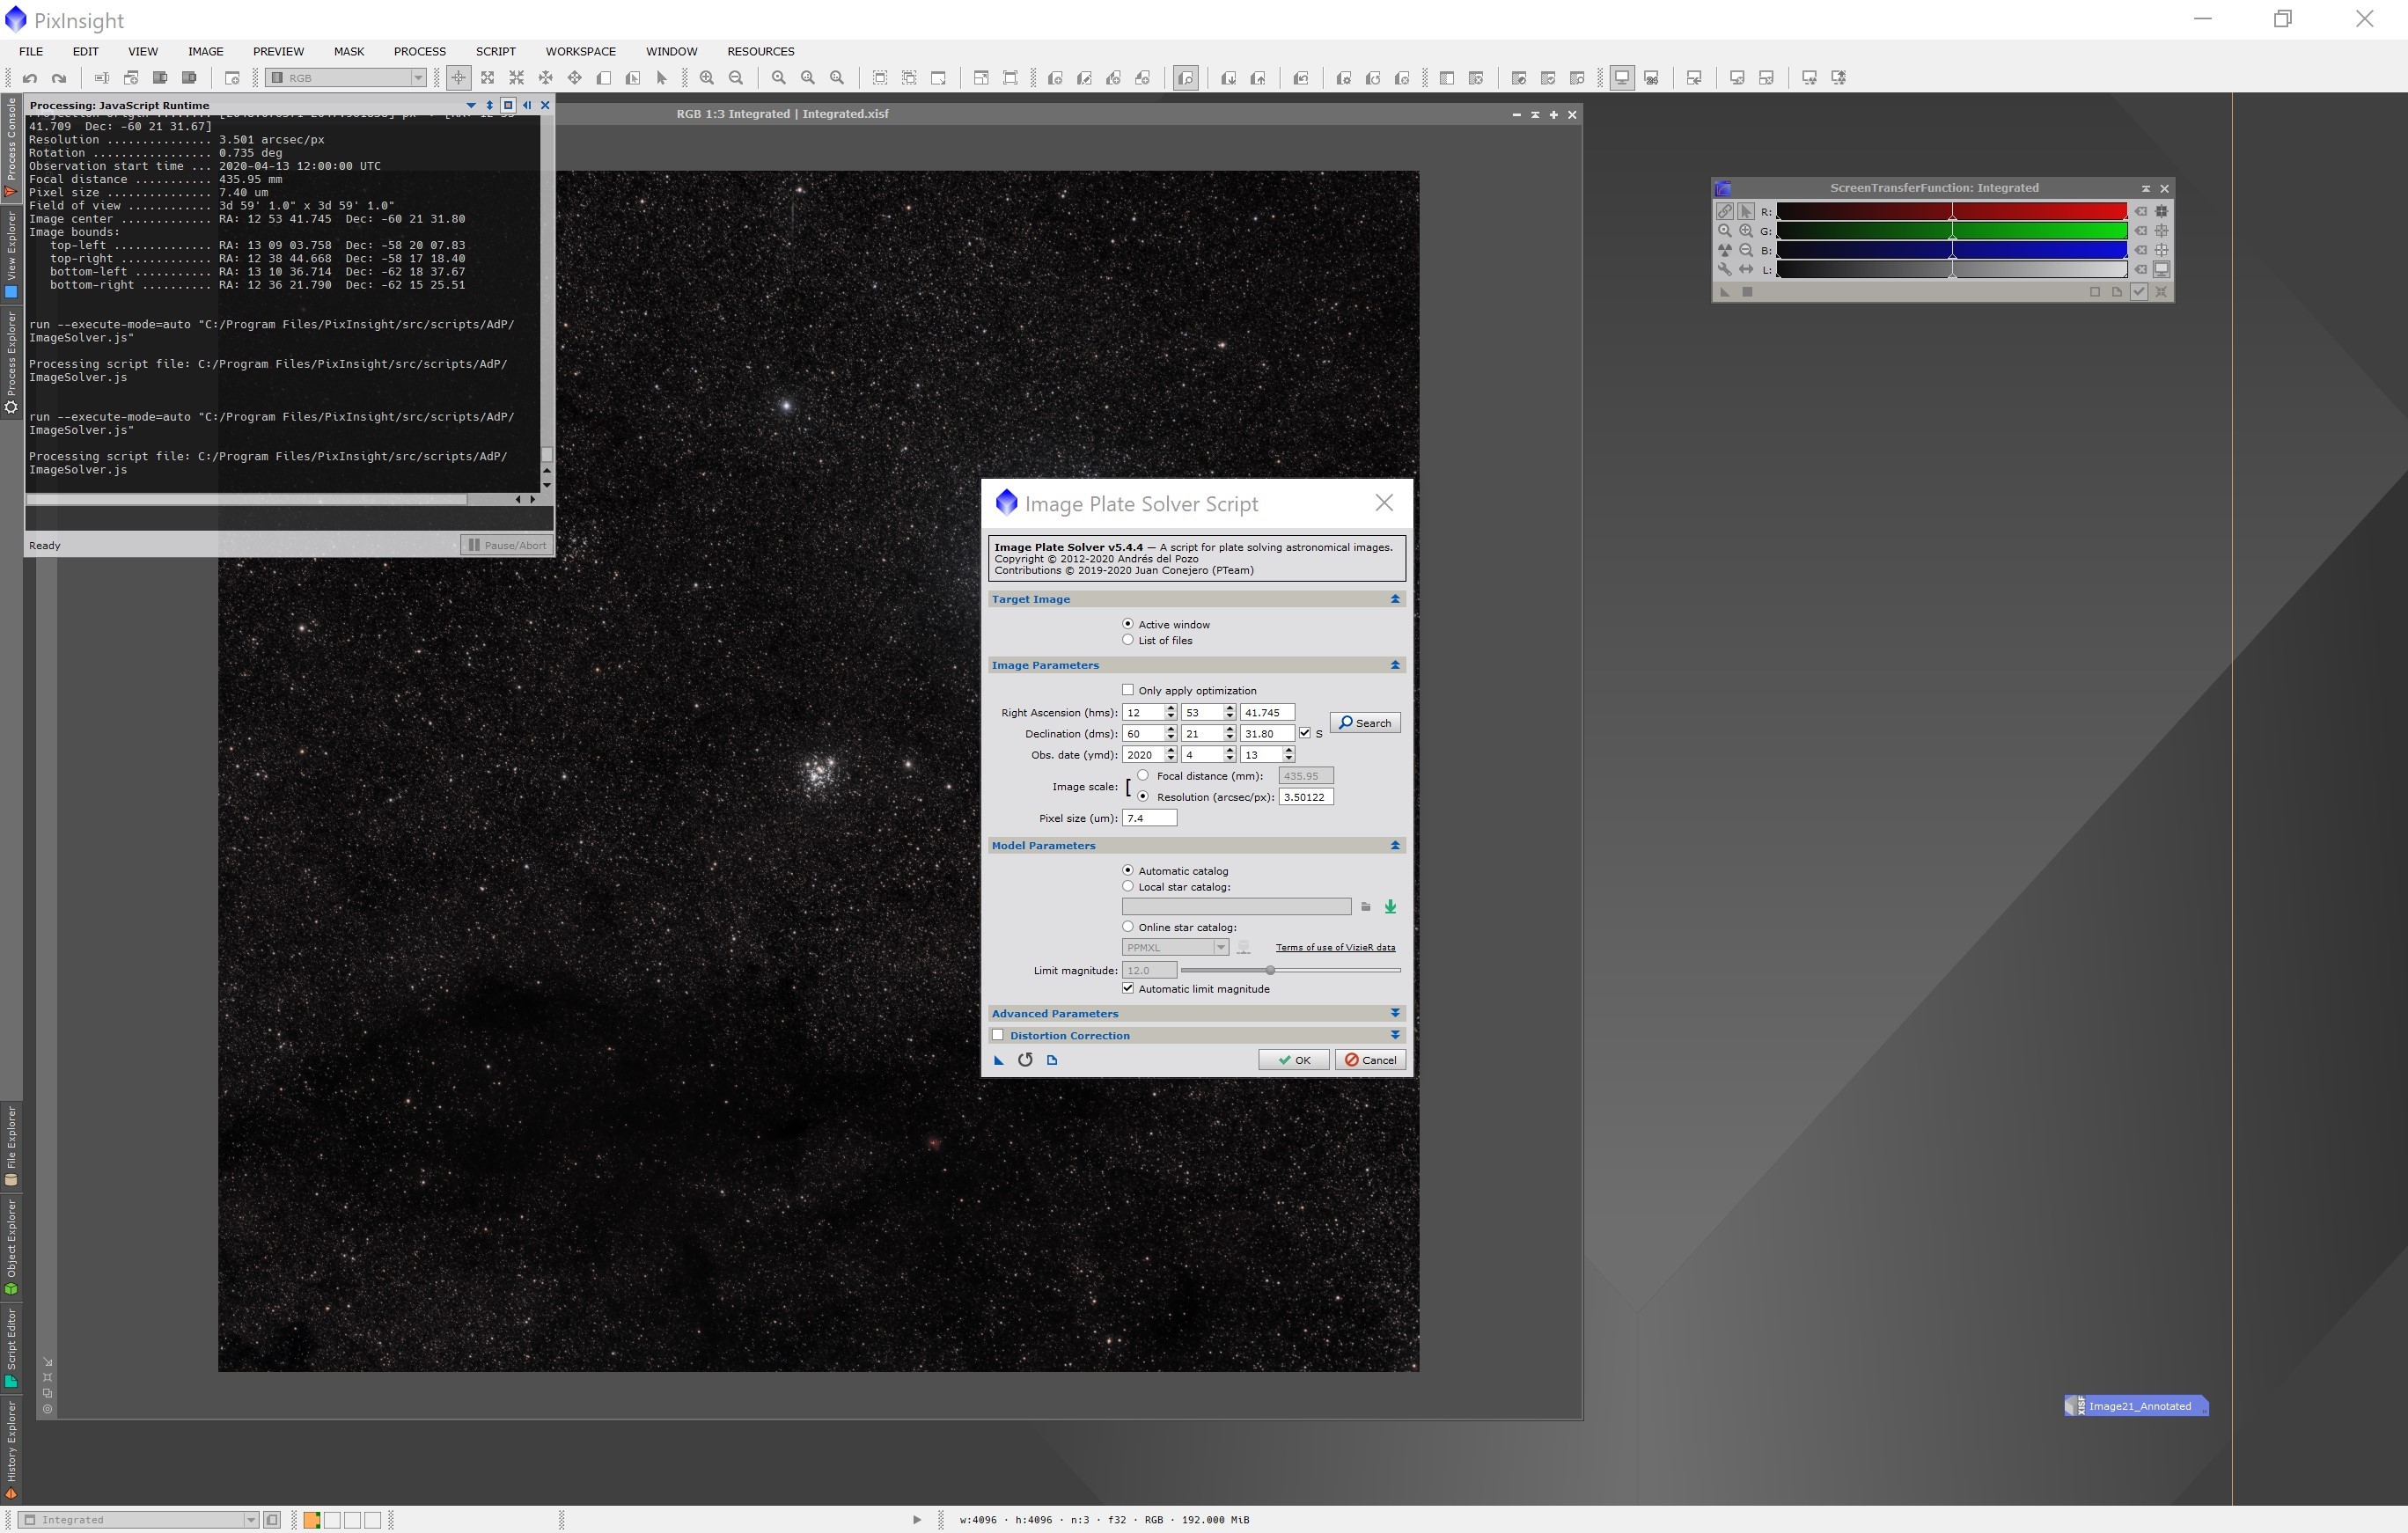 PixInsight
FILE EDIT VIEW IMAGE PREVIEW MASK PROCESS SCRIPT WORKSPACE WINDOW RESOURCES
RGB
Processing: JavaScript Runtime
41.709 Dec: -60 21 31.67]
Resolution ............... 3.501 arcsec/px
Rotation ................. 0.735 deg
Observation start time ... 2020-04-13 12:00:00 UTC
Focal distance ........... 435.95 mm
Pixel size ............... 7.40 um
Field of view ............ 3d 59' 1.0" x 3d 59' 1.0"
Image center ............. RA: 12 53 41.745 Dec: -60 21 31.80
Image bounds:
top-left ............... RA: 13 09 03.758 Dec: -58 20 07.83
top-right .............. RA: 12 38 44.668 Dec: -58 17 18.40
bottom-left ............ RA: 13 10 36.714 Dec: -62 18 37.67
bottom-right ........... RA: 12 36 21.790 Dec: -62 15 25.51
run --execute-mode=auto "C:/Program Files/PixInsight/src/scripts/AdP/
ImageSolver.js"
Processing script file: C:/Program Files/PixInsight/src/scripts/AdP/
ImageSolver.js
run --execute-mode=auto "C:/Program Files/PixInsight/src/scripts/AdP/
ImageSolver.js"
Processing script file: C:/Program Files/PixInsight/src/scripts/AdP/
ImageSolver.js
Ready
Pause/Abort
Process Console
View Explorer
Process Explorer
File Explorer
Object Explorer
Script Editor
History Explorer
RGB 1:3 Integrated | Integrated.xisf
ScreenTransferFunction: Integrated
R:
G:
B:
L:
Image Plate Solver Script
Image Plate Solver v5.4.4 — A script for plate solving astronomical images.
Copyright © 2012-2020 Andrés del Pozo
Contributions © 2019-2020 Juan Conejero (PTeam)
Target Image
Active window
List of files
Image Parameters
Only apply optimization
Right Ascension (hms): 12 53 41.745
Search
Declination (dms): 60 21 31.80 S
Obs. date (ymd): 2020 4 13
Image scale: [
Focal distance (mm): 435.95
Resolution (arcsec/px): 3.50122
Pixel size (um): 7.4
Model Parameters
Automatic catalog
Local star catalog:
Online star catalog:
PPMXL
Terms of use of VizieR data
Limit magnitude: 12.0
Automatic limit magnitude
Advanced Parameters
Distortion Correction
OK
Cancel
XISF
Image21_Annotated
Integrated
w:4096 · h:4096 · n:3 · f32 · RGB · 192.000 MiB